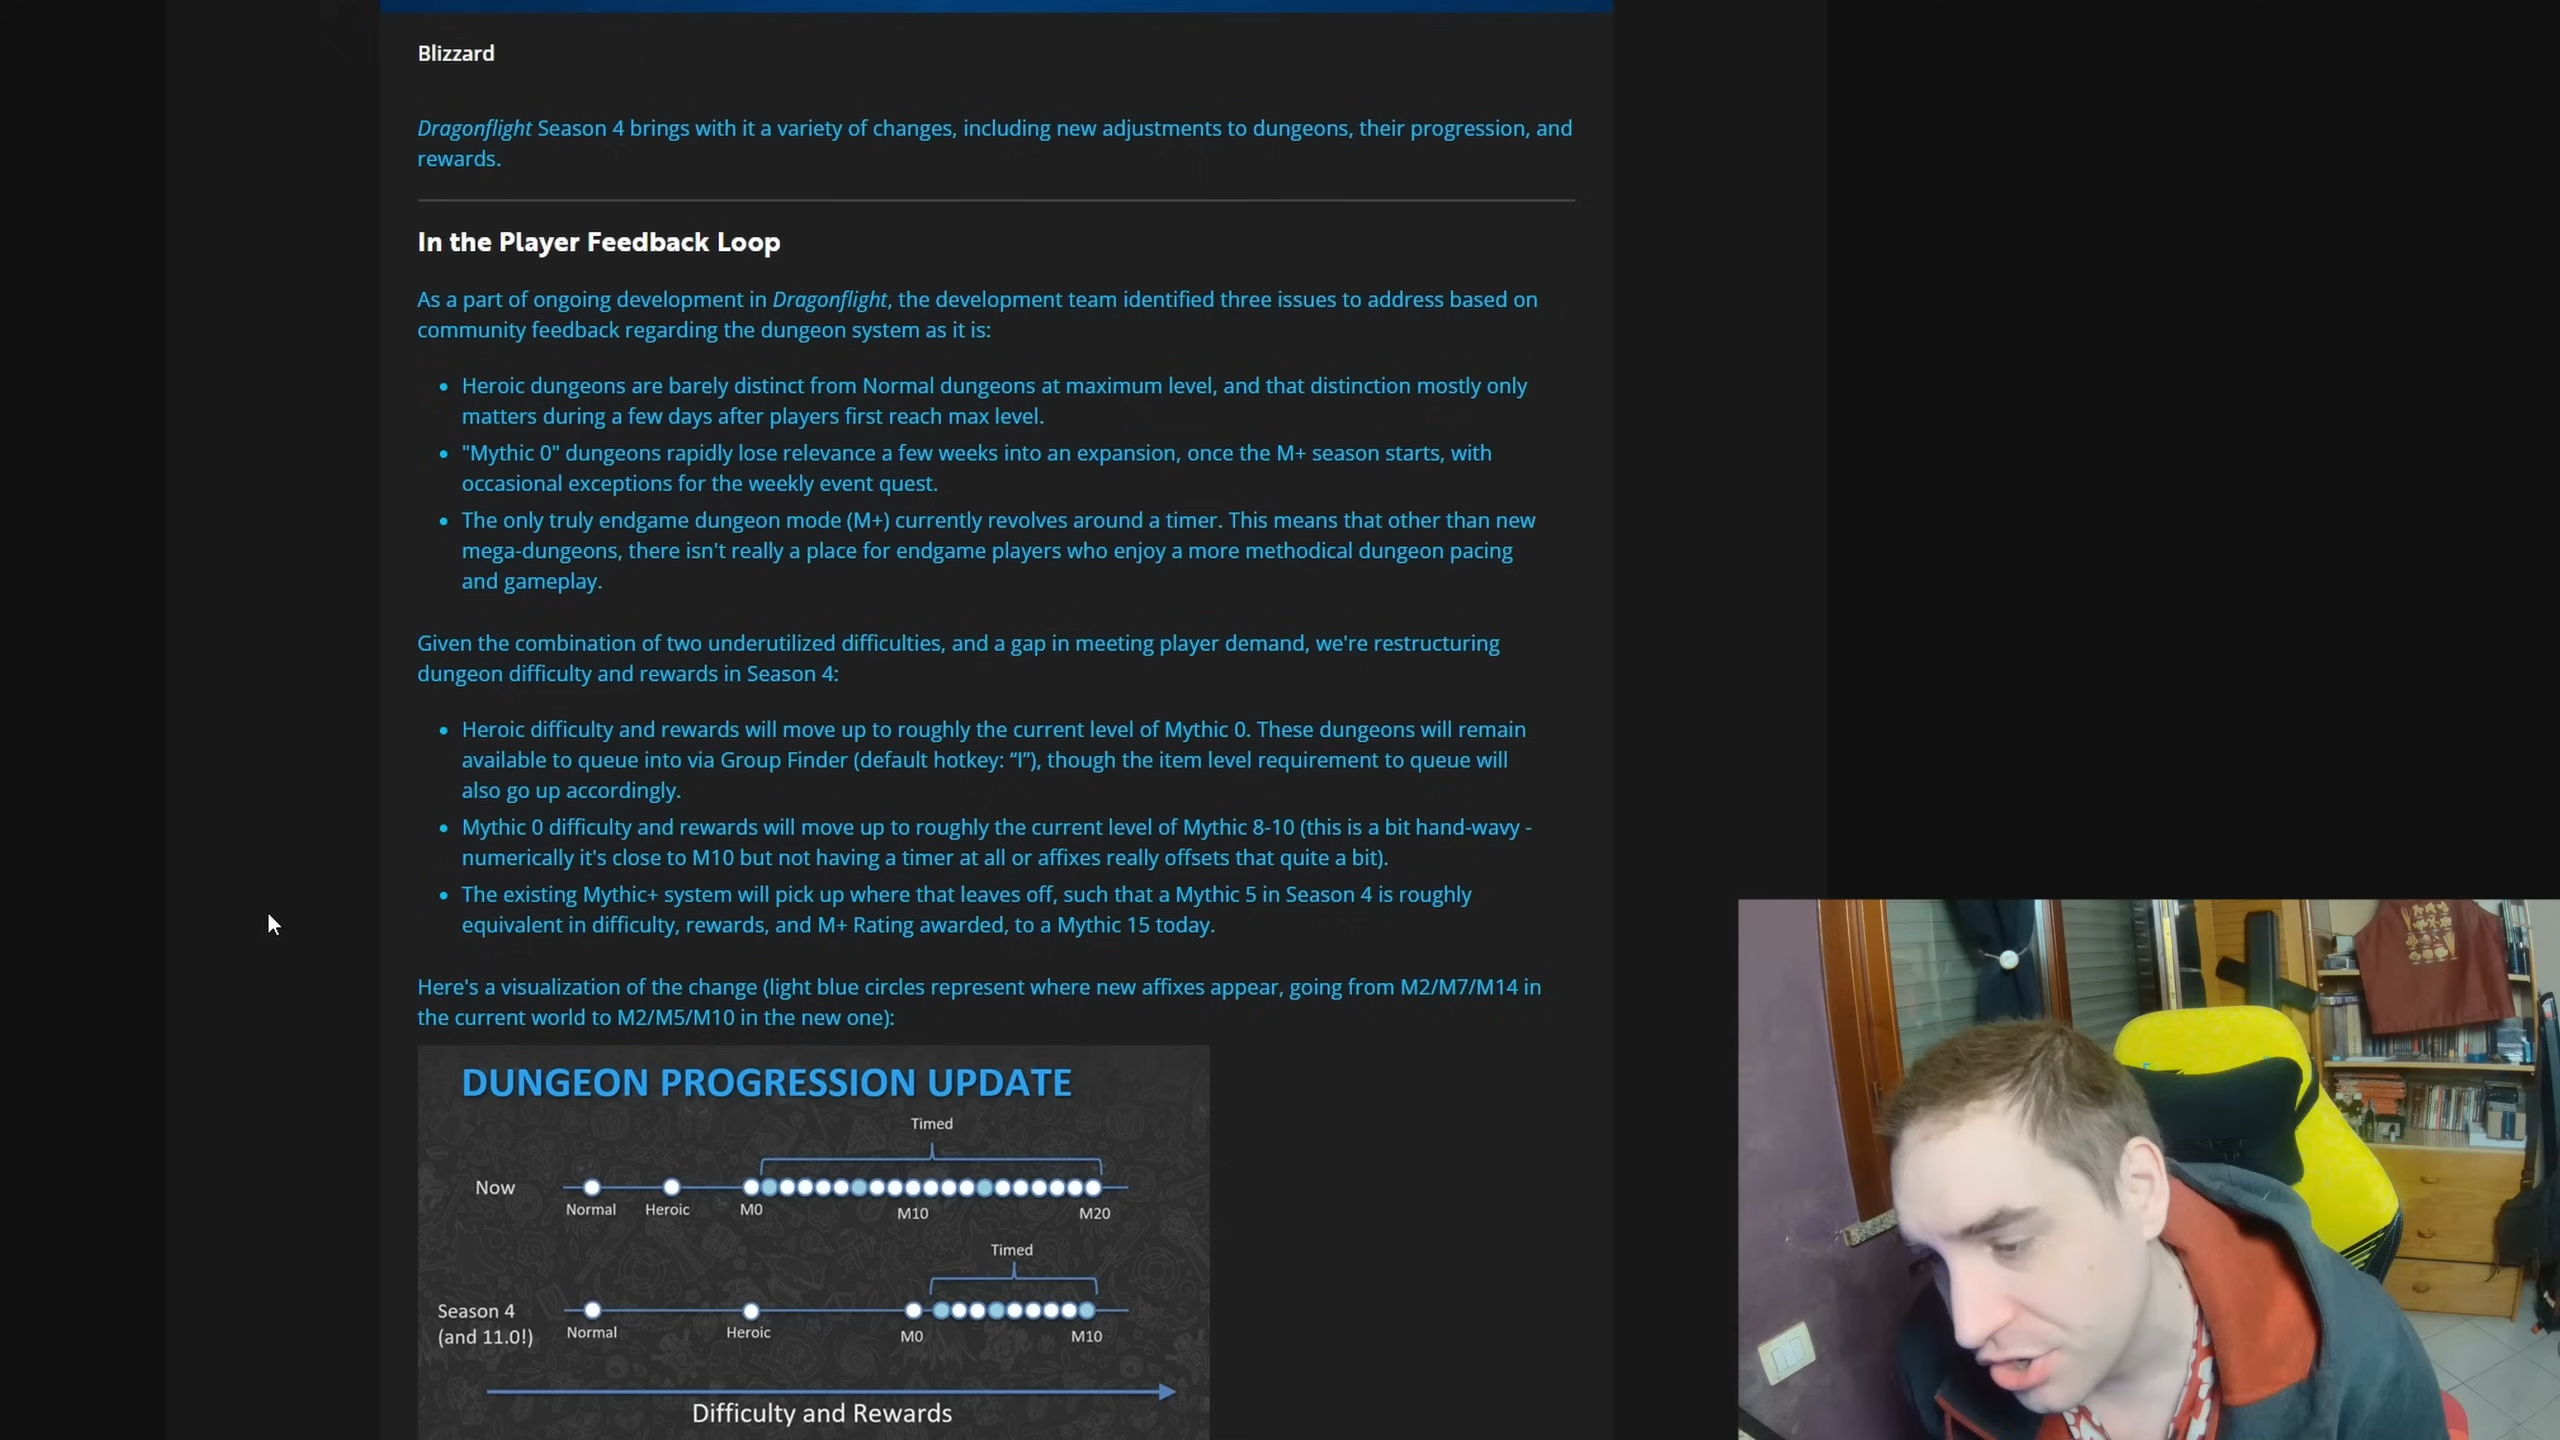 Blizzard
Dragonflight Season 4 brings with it a variety of changes, including new adjustments to dungeons, their progression, and
rewards.
In the Player Feedback Loop
As a part of ongoing development in Dragonflight, the development team identified three issues to address based on
community feedback regarding the dungeon system as it is:
• Heroic dungeons are barely distinct from Normal dungeons at maximum level, and that distinction mostly only
matters during a few days after players first reach max level.
• "Mythic 0" dungeons rapidly lose relevance a few weeks into an expansion, once the M+ season starts, with
occasional exceptions for the weekly event quest.
• The only truly endgame dungeon mode (M+) currently revolves around a timer. This means that other than new
mega-dungeons, there isn't really a place for endgame players who enjoy a more methodical dungeon pacing
and gameplay.
Given the combination of two underutilized difficulties, and a gap in meeting player demand, we're restructuring
dungeon difficulty and rewards in Season 4:
• Heroic difficulty and rewards will move up to roughly the current level of Mythic 0. These dungeons will remain
available to queue into via Group Finder (default hotkey: “I”), though the item level requirement to queue will
also go up accordingly.
• Mythic 0 difficulty and rewards will move up to roughly the current level of Mythic 8-10 (this is a bit hand-wavy -
numerically it's close to M10 but not having a timer at all or affixes really offsets that quite a bit).
• The existing Mythic+ system will pick up where that leaves off, such that a Mythic 5 in Season 4 is roughly
equivalent in difficulty, rewards, and M+ Rating awarded, to a Mythic 15 today.
Here's a visualization of the change (light blue circles represent where new affixes appear, going from M2/M7/M14 in
the current world to M2/M5/M10 in the new one):
DUNGEON PROGRESSION UPDATE
Timed
Now
Normal Heroic M0 M10 M20
Timed
Season 4
(and 11.0!)
Normal Heroic M0 M10
Difficulty and Rewards